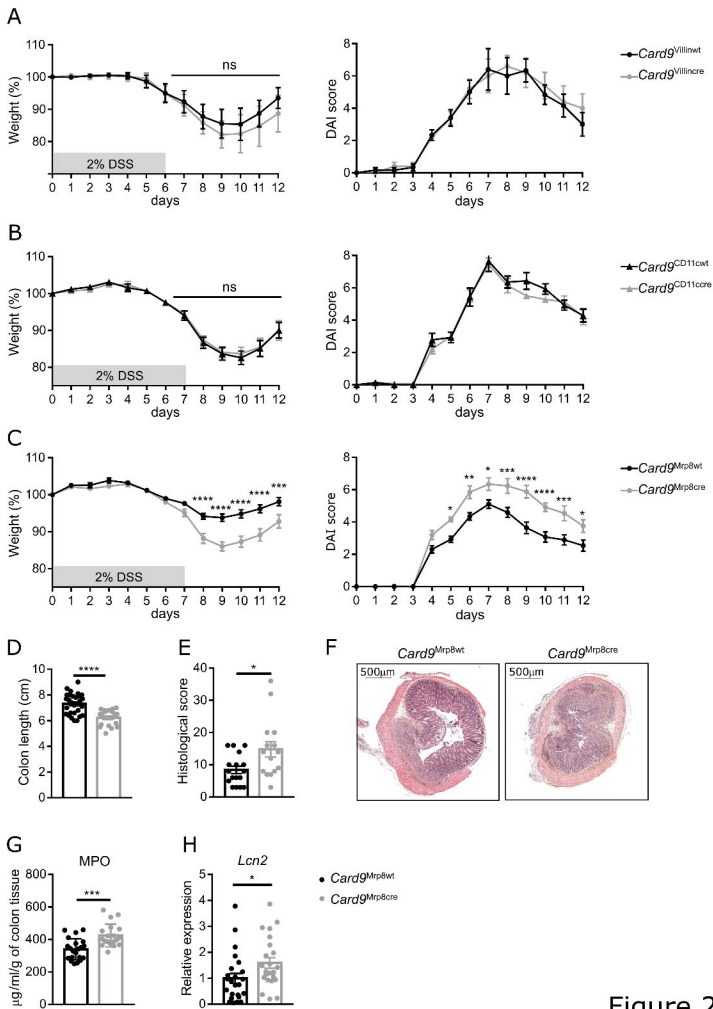 A
Weight (%)
110
100
90
80
ns
2% DSS
0 1 2 3 4 5 6 7 8 9 10 11 12
days
DAI score
8
6
4
2
0
0 1 2 3 4 5 6 7 8 9 10 11 12
days
Card9Villinwt
Card9Villincre
B
Weight (%)
110
100
90
80
ns
2% DSS
0 1 2 3 4 5 6 7 8 9 10 11 12
days
DAI score
8
6
4
2
0
0 1 2 3 4 5 6 7 8 9 10 11 12
days
Card9CD11cwt
Card9CD11ccre
C
Weight (%)
110
100
90
80
**** **** **** **** ***
2% DSS
0 1 2 3 4 5 6 7 8 9 10 11 12
days
DAI score
8
6
4
2
0
* ** * *** **** **** *** *
0 1 2 3 4 5 6 7 8 9 10 11 12
days
Card9Mrp8wt
Card9Mrp8cre
D
Colon length (cm)
10
8
6
4
2
0
****
E
Histological score
40
30
20
10
0
*
F
Card9Mrp8wt
500µm
Card9Mrp8cre
500µm
G
MPO
µg/ml/g of colon tissue
800
600
400
200
0
***
H
Lcn2
Relative expression
5
4
3
2
1
0
*
Card9Mrp8wt
Card9Mrp8cre
Figure 2